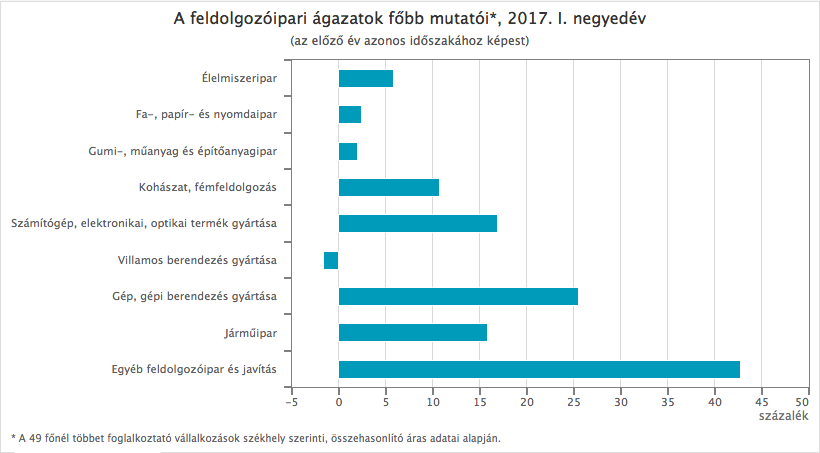 A feldolgozóipari ágazatok főbb mutatói*, 2017. I. negyedév
(az előző év azonos időszakához képest)
Élelmiszeripar
Fa-, papír- és nyomdaipar
Gumi-, műanyag és építőanyagipar
Kohászat, fémfeldolgozás
Számítógép, elektronikai, optikai termék gyártása
Villamos berendezés gyártása
Gép, gépi berendezés gyártása
Járműipar
Egyéb feldolgozóipar és javítás
-5 0 5 10 15 20 25 30 35 40 45 50
százalék
* A 49 főnél többet foglalkoztató vállalkozások székhely szerinti, összehasonlító áras adatai alapján.